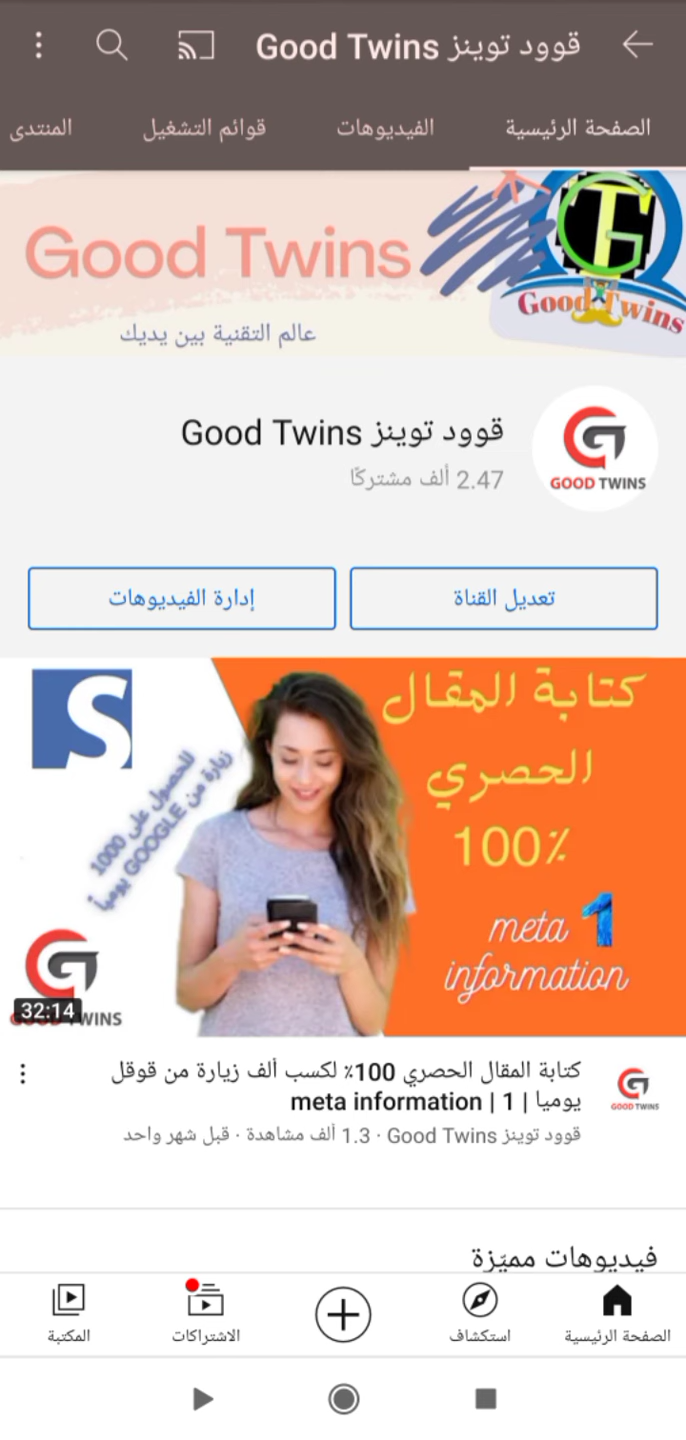 قوود توينز Good Twins
الصفحة الرئيسية
الفيديوهات
قوائم التشغيل
المنتدى
Good Twins
عالم التقنية بين يديك
Good Twins
قوود توينز Good Twins
2.47 ألف مشتركًا
GOOD TWINS
تعديل القناة
إدارة الفيديوهات
كتابة المقال
الحصري
100٪
meta 1
information
S
للحصول على 1000
زيارة من GOOGLE يومياً
32:14
GOOD TWINS
كتابة المقال الحصري 100٪ لكسب ألف زيارة من قوقل
يوميا | 1 | meta information
قوود توينز Good Twins · 1.3 ألف مشاهدة · قبل شهر واحد
GOOD TWINS
فيديوهات مميّزة
الصفحة الرئيسية
استكشاف
الاشتراكات
المكتبة